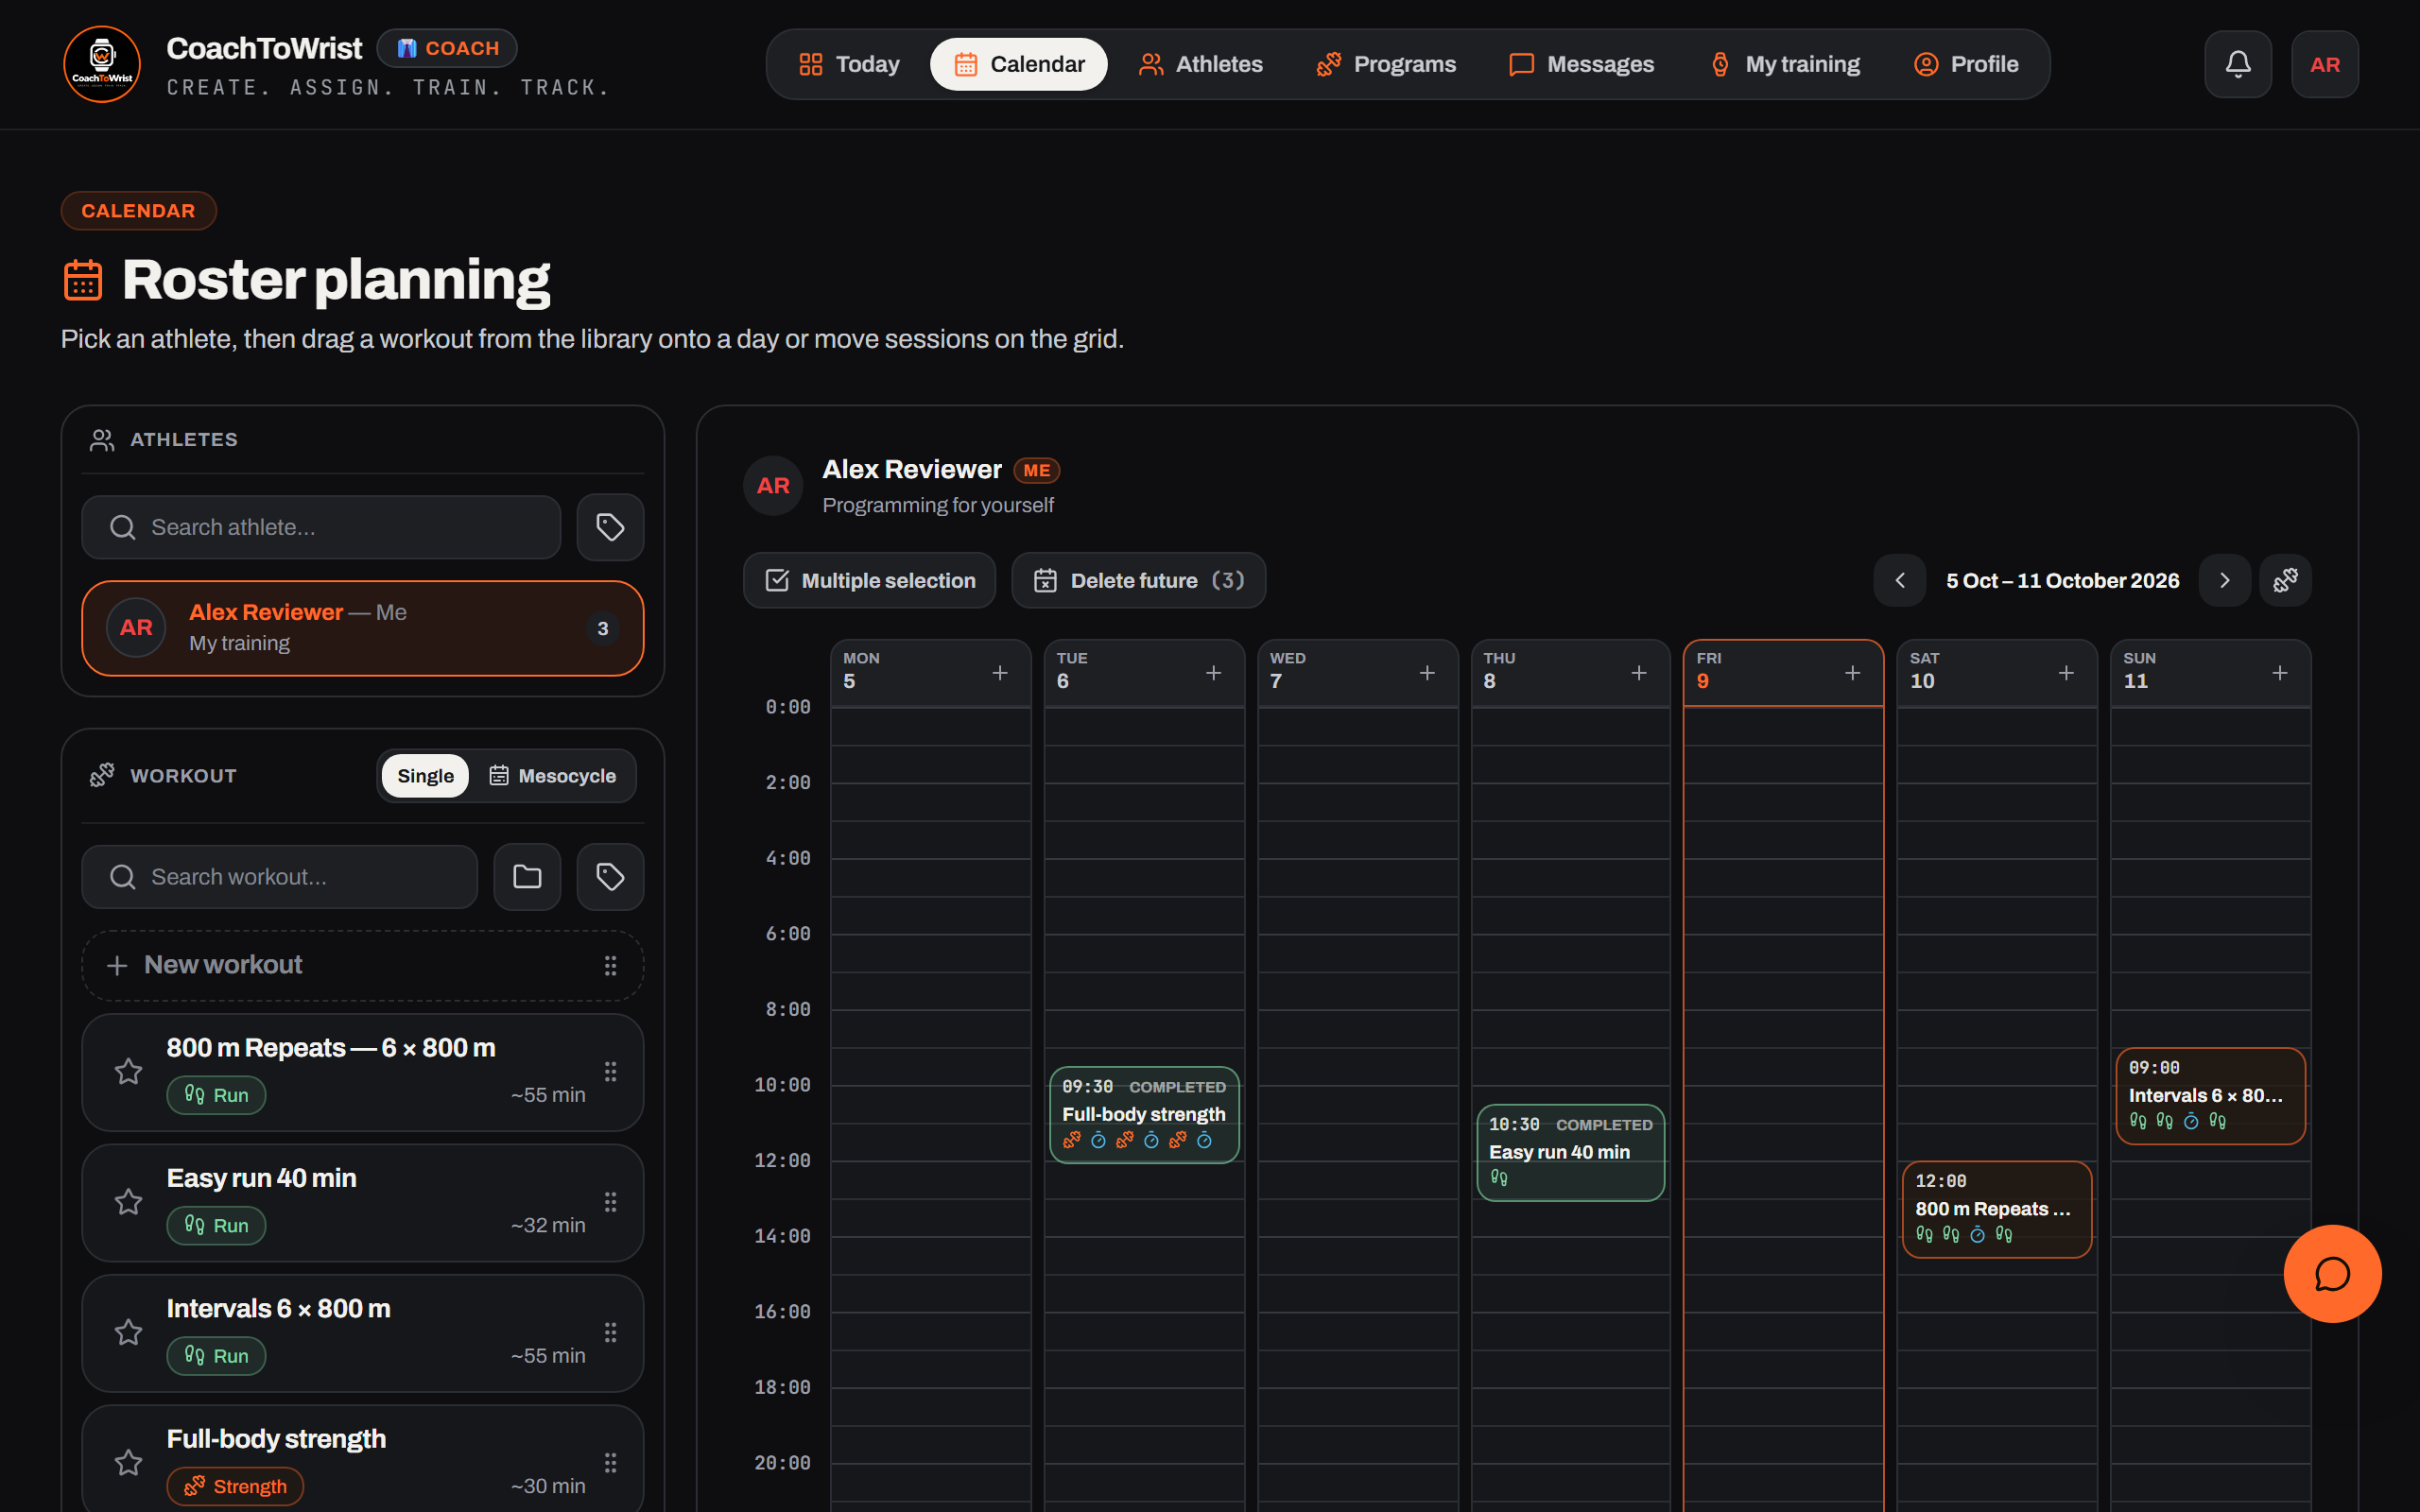 CoachToWrist
COACH
CREATE. ASSIGN. TRAIN. TRACK.
CoachToWrist
Today
Calendar
Athletes
Programs
Messages
My training
Profile
AR
CALENDAR
Roster planning
Pick an athlete, then drag a workout from the library onto a day or move sessions on the grid.
ATHLETES
Search athlete...
AR
Alex Reviewer — Me
My training
3
WORKOUT
Single
Mesocycle
Search workout...
New workout
800 m Repeats — 6 × 800 m
Run
~55 min
Easy run 40 min
Run
~32 min
Intervals 6 × 800 m
Run
~55 min
Full-body strength
Strength
~30 min
AR
Alex Reviewer ME
Programming for yourself
Multiple selection
Delete future (3)
5 Oct – 11 October 2026
MON
5
TUE
6
WED
7
THU
8
FRI
9
SAT
10
SUN
11
0:00
2:00
4:00
6:00
8:00
10:00
12:00
14:00
16:00
18:00
20:00
09:30 COMPLETED
Full-body strength
10:30 COMPLETED
Easy run 40 min
12:00
800 m Repeats ...
09:00
Intervals 6 × 80...